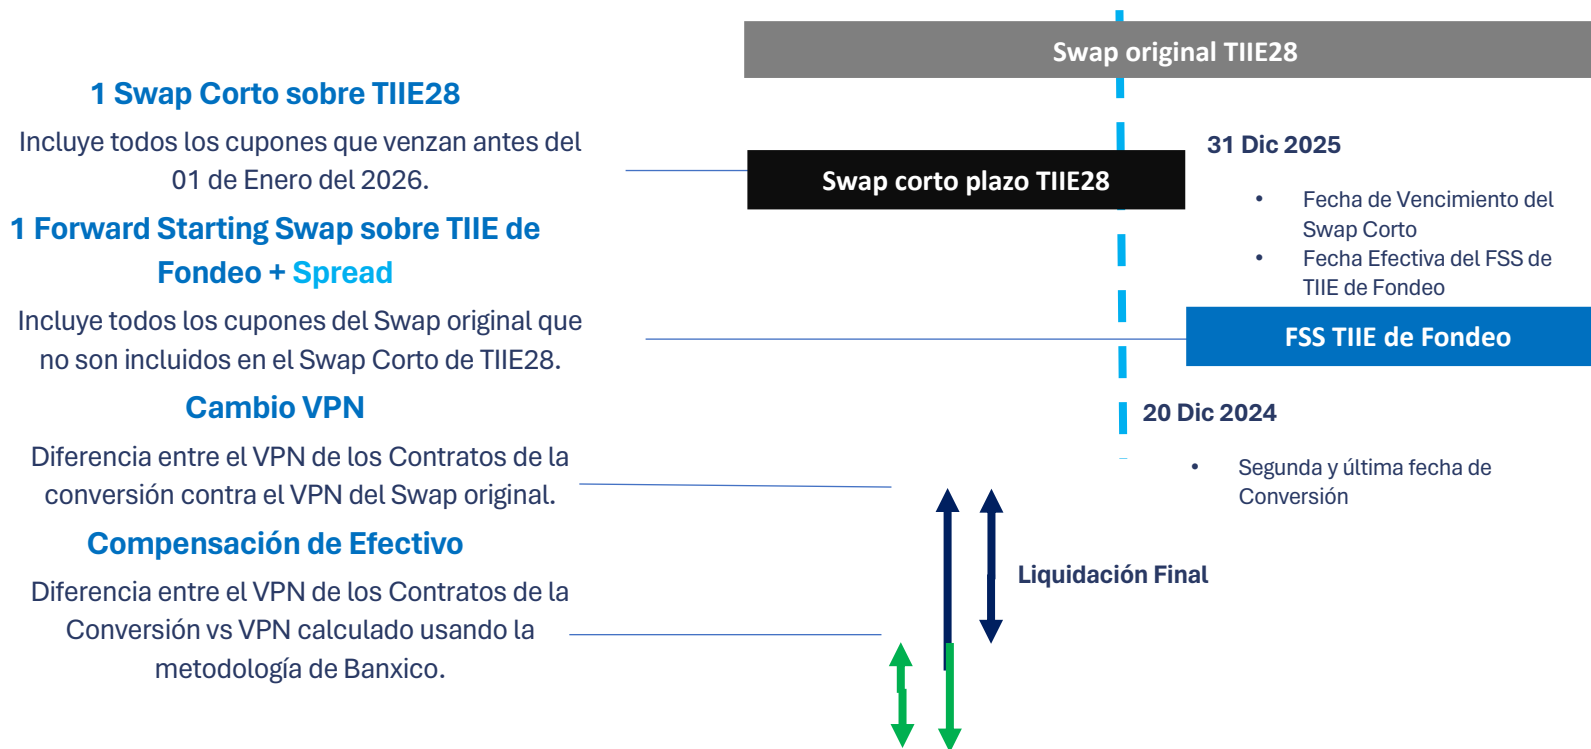 Swap original TIIE28
1 Swap Corto sobre TIIE28
Incluye todos los cupones que venzan antes del
01 de Enero del 2026.
Swap corto plazo TIIE28
31 Dic 2025
• Fecha de Vencimiento del
Swap Corto
• Fecha Efectiva del FSS de
TIIE de Fondeo
1 Forward Starting Swap sobre TIIE de
Fondeo + Spread
Incluye todos los cupones del Swap original que
no son incluidos en el Swap Corto de TIIE28.
FSS TIIE de Fondeo
Cambio VPN
Diferencia entre el VPN de los Contratos de la
conversión contra el VPN del Swap original.
20 Dic 2024
• Segunda y última fecha de
Conversión
Compensación de Efectivo
Diferencia entre el VPN de los Contratos de la
Conversión vs VPN calculado usando la
metodología de Banxico.
Liquidación Final